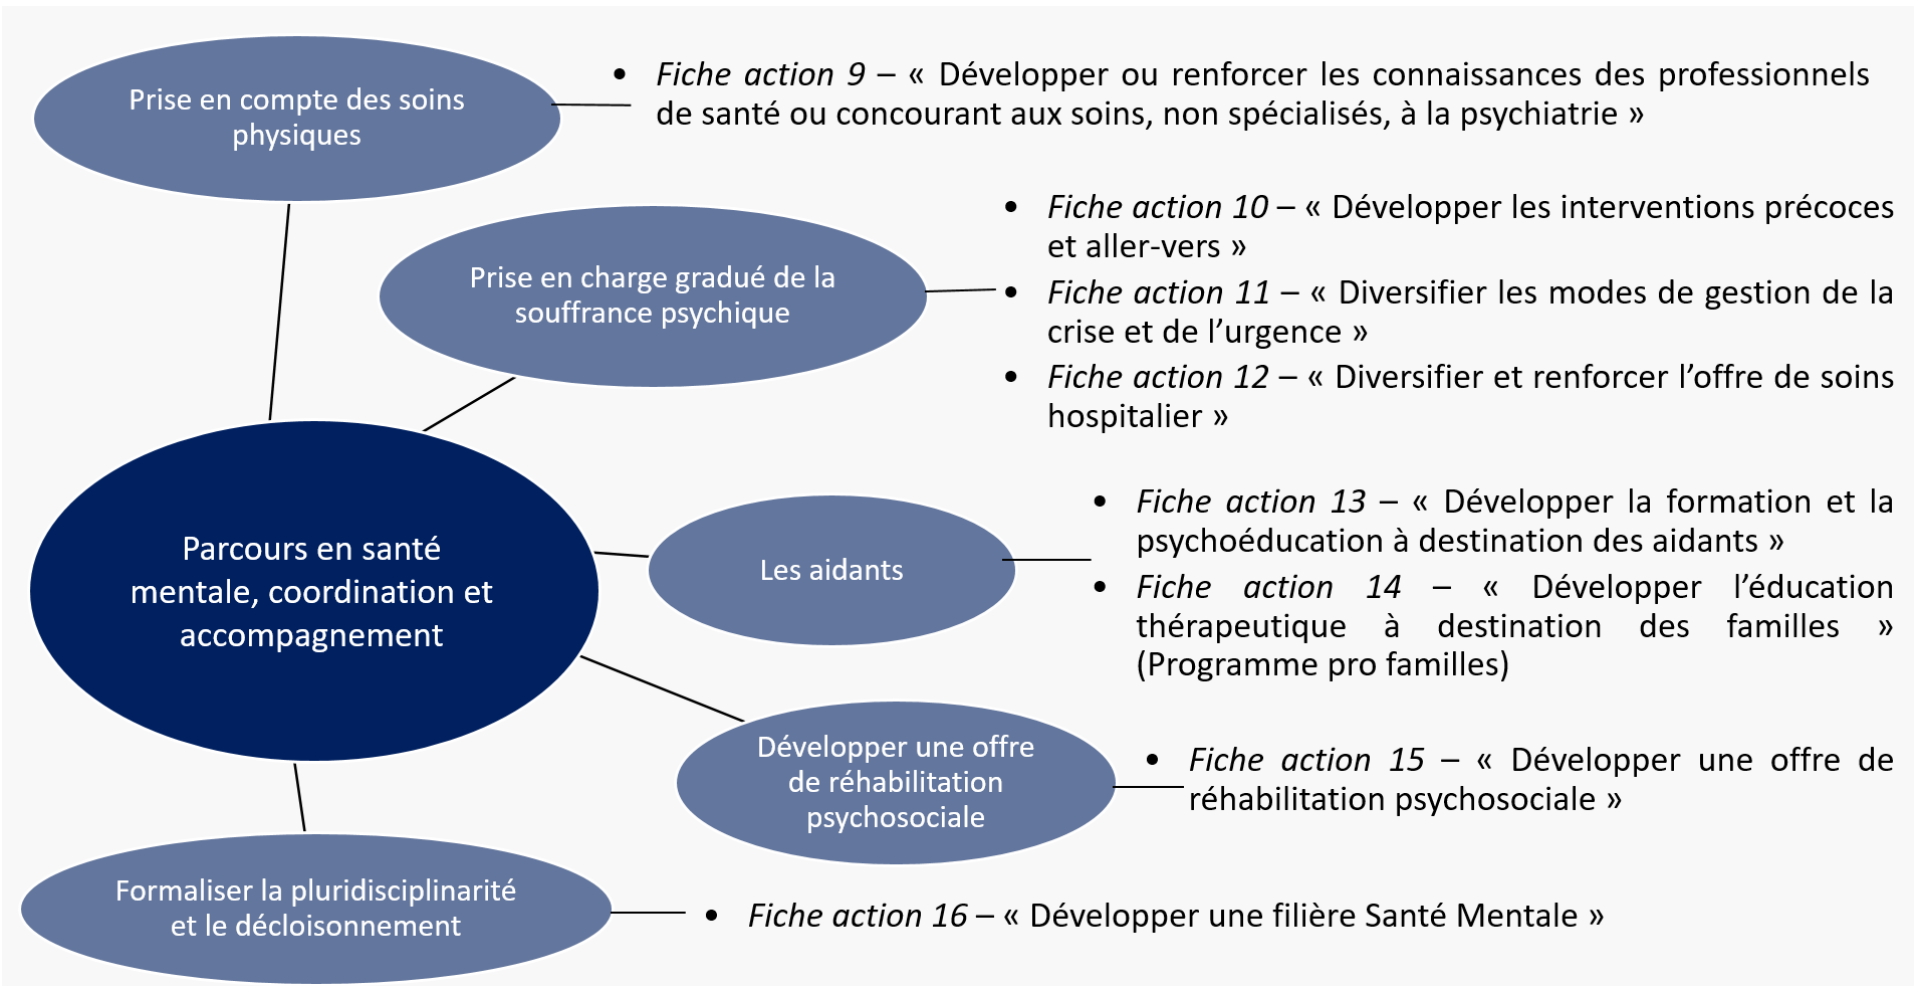 Prise en compte des soins
physiques
• Fiche action 9 – « Développer ou renforcer les connaissances des professionnels
de santé ou concourant aux soins, non spécialisés, à la psychiatrie »
Prise en charge gradué de la
souffrance psychique
• Fiche action 10 – « Développer les interventions précoces
et aller-vers »
• Fiche action 11 – « Diversifier les modes de gestion de la
crise et de l’urgence »
• Fiche action 12 – « Diversifier et renforcer l’offre de soins
hospitalier »
Parcours en santé
mentale, coordination et
accompagnement
Les aidants
• Fiche action 13 – « Développer la formation et la
psychoéducation à destination des aidants »
• Fiche action 14 – « Développer l’éducation
thérapeutique à destination des familles »
(Programme pro familles)
Développer une offre
de réhabilitation
psychosociale
• Fiche action 15 – « Développer une offre de
réhabilitation psychosociale »
Formaliser la pluridisciplinarité
et le décloisonnement
• Fiche action 16 – « Développer une filière Santé Mentale »